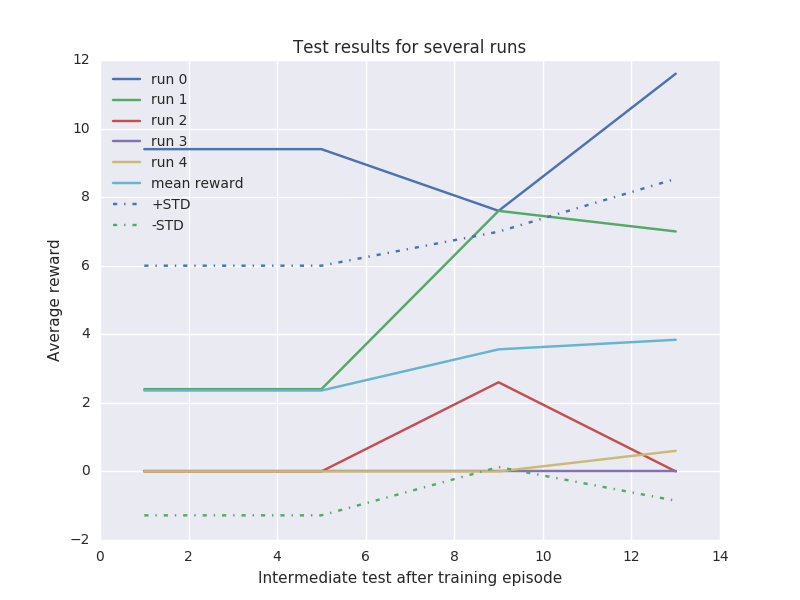 Test results for several runs
12
10
8
6
4
2
0
−2
Average reward
run 0
run 1
run 2
run 3
run 4
mean reward
+STD
-STD
0 2 4 6 8 10 12 14
Intermediate test after training episode